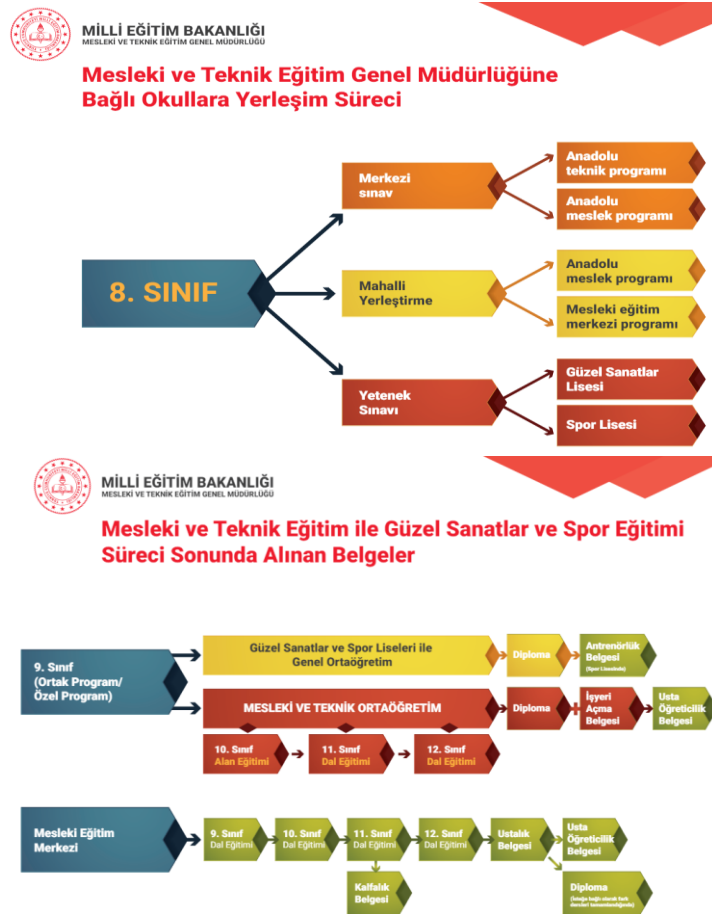 MİLLİ EĞİTİM BAKANLIĞI
MESLEKİ VE TEKNİK EĞİTİM GENEL MÜDÜRLÜĞÜ
Mesleki ve Teknik Eğitim Genel Müdürlüğüne
Bağlı Okullara Yerleşim Süreci
8. SINIF
Merkezi
sınav
Anadolu
teknik programı
Anadolu
meslek programı
Mahalli
Yerleştirme
Anadolu
meslek programı
Mesleki eğitim
merkezi programı
Yetenek
Sınavı
Güzel Sanatlar
Lisesi
Spor Lisesi
MİLLİ EĞİTİM BAKANLIĞI
MESLEKİ VE TEKNİK EĞİTİM GENEL MÜDÜRLÜĞÜ
Mesleki ve Teknik Eğitim ile Güzel Sanatlar ve Spor Eğitimi
Süreci Sonunda Alınan Belgeler
9. Sınıf
(Ortak Program/
Özel Program)
Güzel Sanatlar ve Spor Liseleri ile
Genel Ortaöğretim
Diploma
Antrenörlük
Belgesi
(Spor Lisesinde)
MESLEKİ VE TEKNİK ORTAÖĞRETİM
Diploma
İşyeri
Açma
Belgesi
Usta
Öğreticilik
Belgesi
10. Sınıf
Alan Eğitimi
11. Sınıf
Dal Eğitimi
12. Sınıf
Dal Eğitimi
Mesleki Eğitim
Merkezi
9. Sınıf
Dal Eğitimi
10. Sınıf
Dal Eğitimi
11. Sınıf
Dal Eğitimi
12. Sınıf
Dal Eğitimi
Ustalık
Belgesi
Usta
Öğreticilik
Belgesi
Kalfalık
Belgesi
Diploma
(İsteğe bağlı olarak fark
dersleri tamamlandığında)